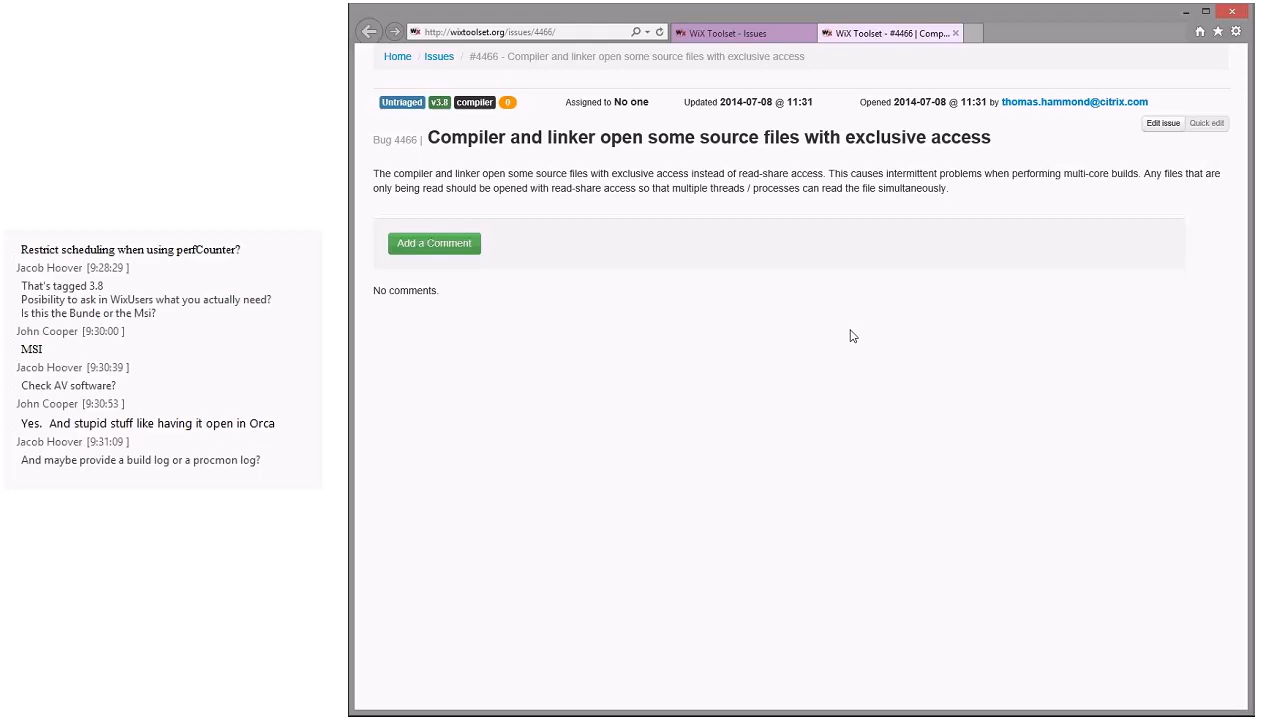 Restrict scheduling when using perfCounter?
Jacob Hoover [9:28:29 ]
That's tagged 3.8
Posibility to ask in WixUsers what you actually need?
Is this the Bunde or the Msi?
John Cooper [9:30:00 ]
MSI
Jacob Hoover [9:30:39 ]
Check AV software?
John Cooper [9:30:53 ]
Yes.  And stupid stuff like having it open in Orca
Jacob Hoover [9:31:09 ]
And maybe provide a build log or a procmon log?
http://wixtoolset.org/issues/4466/
WiX Toolset - Issues
WiX Toolset - #4466 | Comp...
Home / Issues / #4466 - Compiler and linker open some source files with exclusive access
Untriaged v3.8 compiler 0 Assigned to No one Updated 2014-07-08 @ 11:31 Opened 2014-07-08 @ 11:31 by thomas.hammond@citrix.com
Edit issue Quick edit
Bug 4466 | Compiler and linker open some source files with exclusive access
The compiler and linker open some source files with exclusive access instead of read-share access. This causes intermittent problems when performing multi-core builds. Any files that are
only being read should be opened with read-share access so that multiple threads / processes can read the file simultaneously.
Add a Comment
No comments.